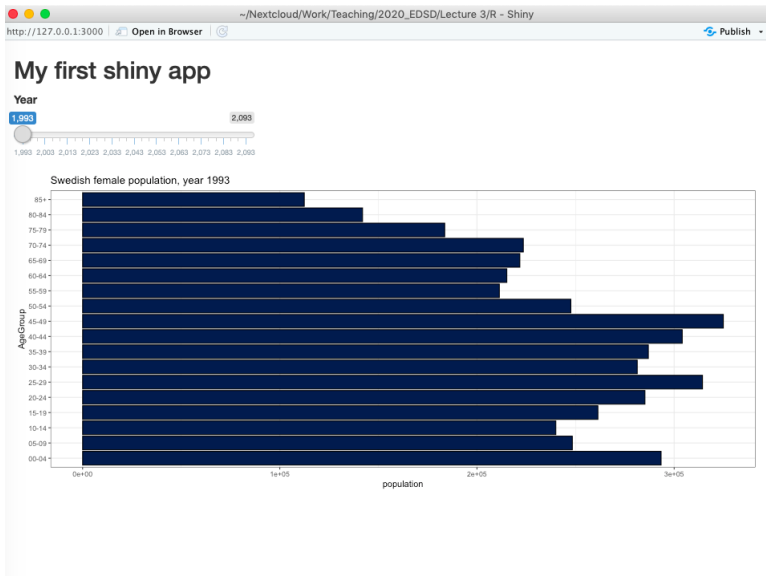 ~/Nextcloud/Work/Teaching/2020_EDSD/Lecture 3/R - Shiny
http://127.0.0.1:3000 Open in Browser Publish
My first shiny app
Year
1,993 2,093
1,993 2,003 2,013 2,023 2,033 2,043 2,053 2,063 2,073 2,083 2,093
Swedish female population, year 1993
85+
80-84
75-79
70-74
65-69
60-64
55-59
50-54
45-49
40-44
35-39
30-34
25-29
20-24
15-19
10-14
05-09
00-04
AgeGroup
0e+00 1e+05 2e+05 3e+05
population